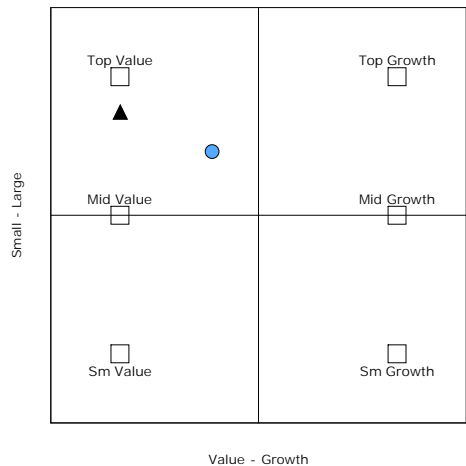 Top Value
Top Growth
Mid Value
Mid Growth
Small - Large
Sm Value
Sm Growth
Value - Growth